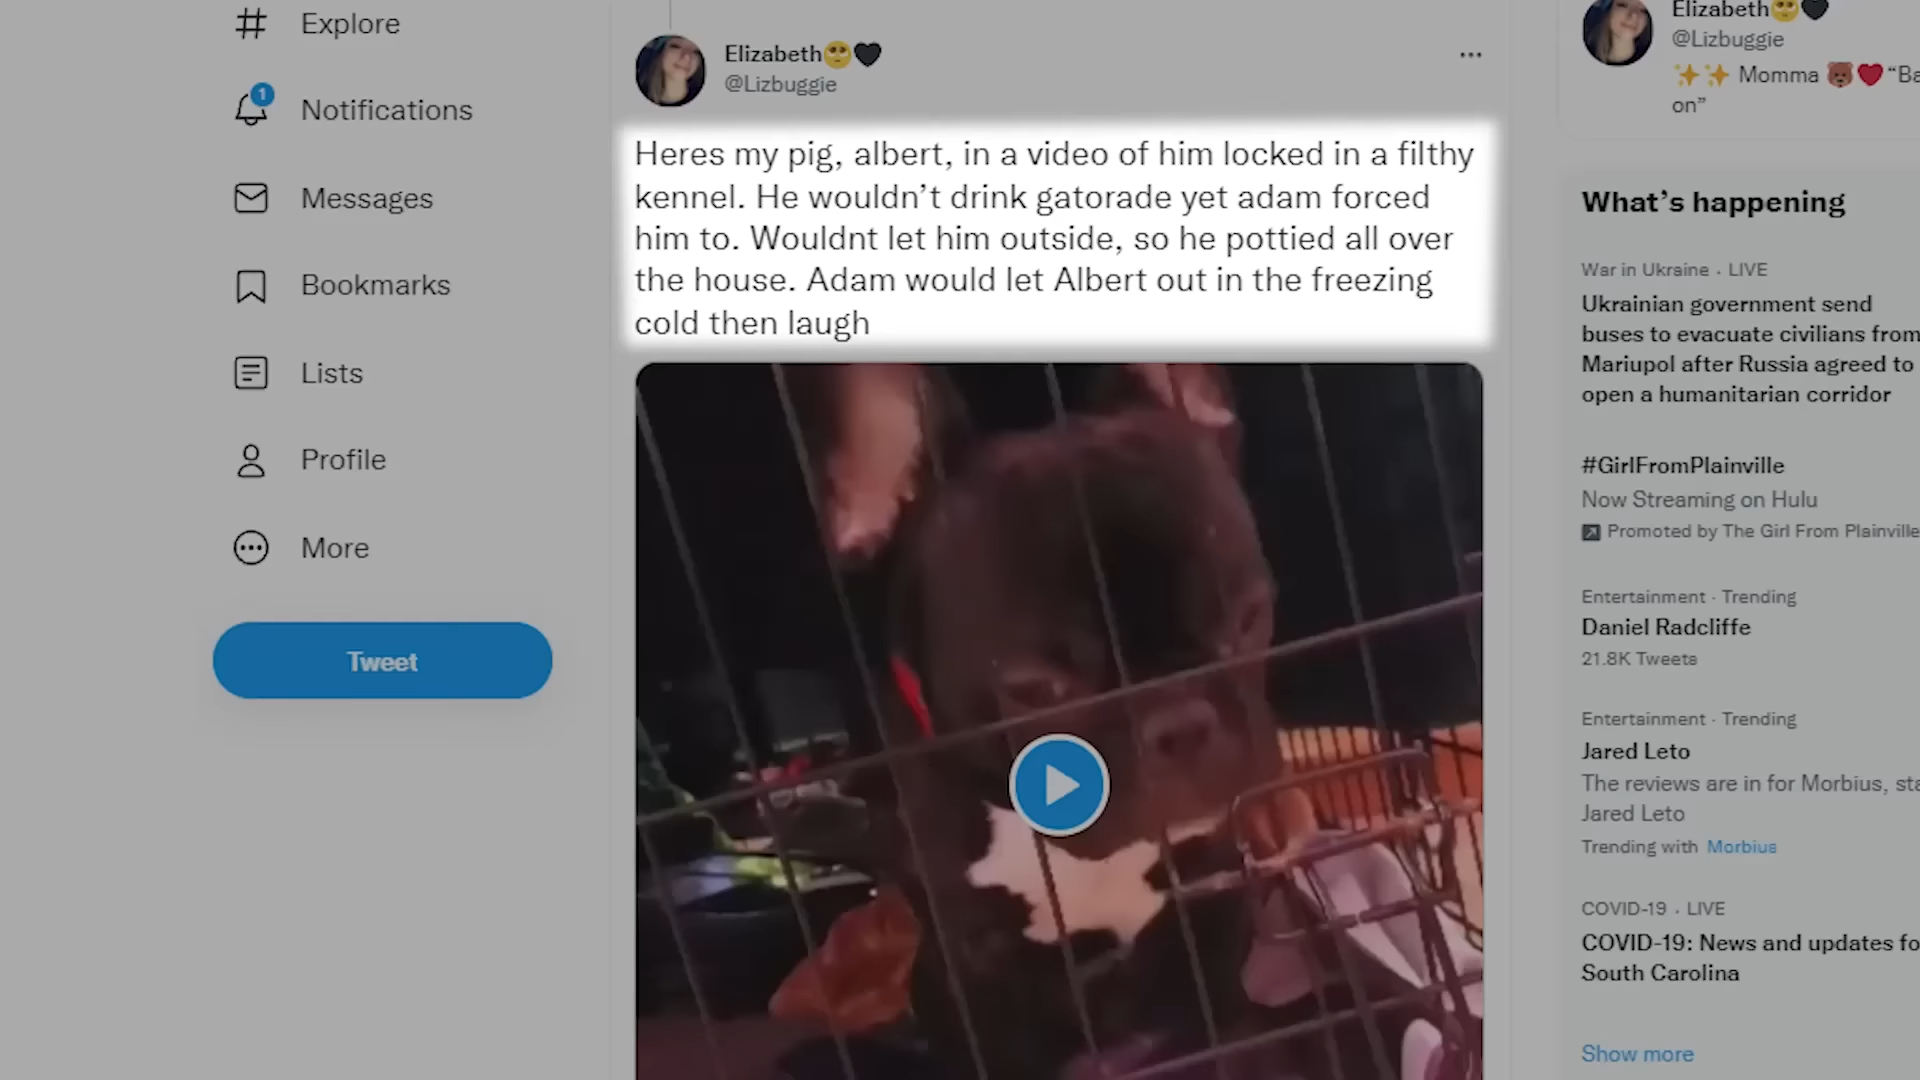 Explore
1
Notifications
Messages
Bookmarks
Lists
Profile
More
Tweet
Elizabeth🥺🖤
@Lizbuggie
Heres my pig, albert, in a video of him locked in a filthy
kennel. He wouldn’t drink gatorade yet adam forced
him to. Wouldnt let him outside, so he pottied all over
the house. Adam would let Albert out in the freezing
cold then laugh
Elizabeth🥺🖤
@Lizbuggie
✨✨ Momma 🐻❤️“Ba
on”
What’s happening
War in Ukraine · LIVE
Ukrainian government send
buses to evacuate civilians from
Mariupol after Russia agreed to
open a humanitarian corridor
#GirlFromPlainville
Now Streaming on Hulu
Promoted by The Girl From Plainville
Entertainment · Trending
Daniel Radcliffe
21.8K Tweets
Entertainment · Trending
Jared Leto
The reviews are in for Morbius, sta
Jared Leto
Trending with Morbius
COVID-19 · LIVE
COVID-19: News and updates fo
South Carolina
Show more